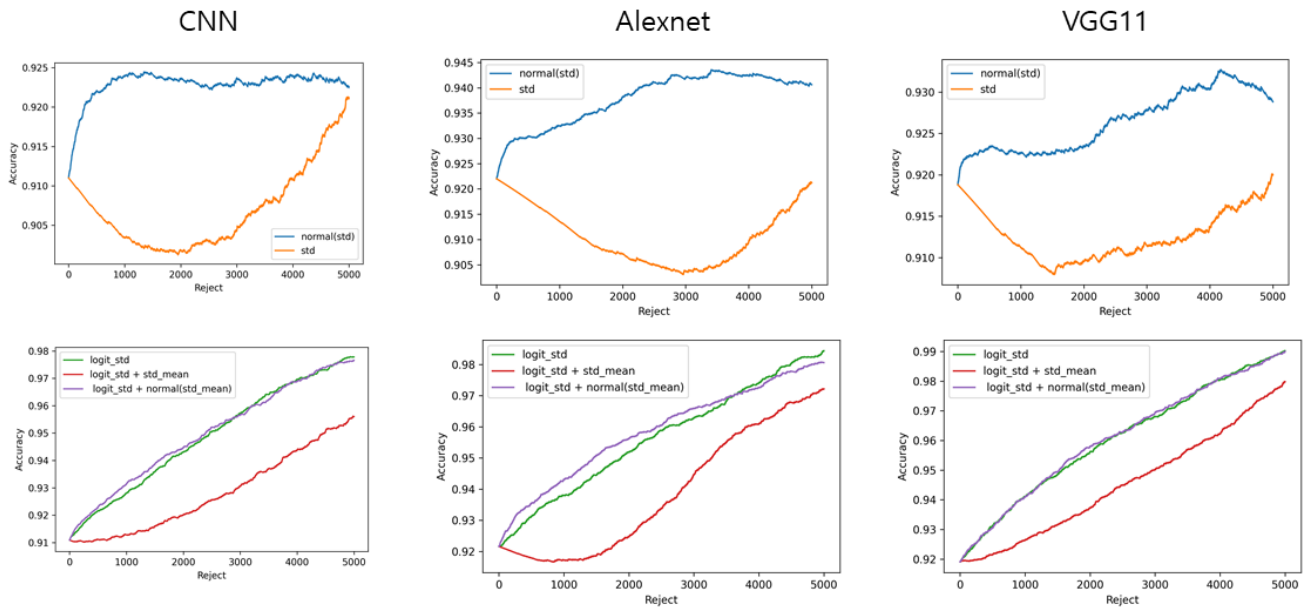 CNN
Alexnet
VGG11
0.925
0.920
0.915
0.910
0.905
Accuracy
normal(std)
std
0
1000
2000
3000
4000
5000
Reject
0.945
0.940
0.935
0.930
0.925
0.920
0.915
0.910
0.905
Accuracy
normal(std)
std
0
1000
2000
3000
4000
5000
Reject
0.930
0.925
0.920
0.915
0.910
Accuracy
normal(std)
std
0
1000
2000
3000
4000
5000
Reject
0.98
0.97
0.96
0.95
0.94
0.93
0.92
0.91
Accuracy
logit_std
logit_std + std_mean
logit_std + normal(std_mean)
0
1000
2000
3000
4000
5000
Reject
0.98
0.97
0.96
0.95
0.94
0.93
0.92
Accuracy
logit_std
logit_std + std_mean
logit_std + normal(std_mean)
0
1000
2000
3000
4000
5000
Reject
0.99
0.98
0.97
0.96
0.95
0.94
0.93
0.92
Accuracy
logit_std
logit_std + std_mean
logit_std + normal(std_mean)
0
1000
2000
3000
4000
5000
Reject